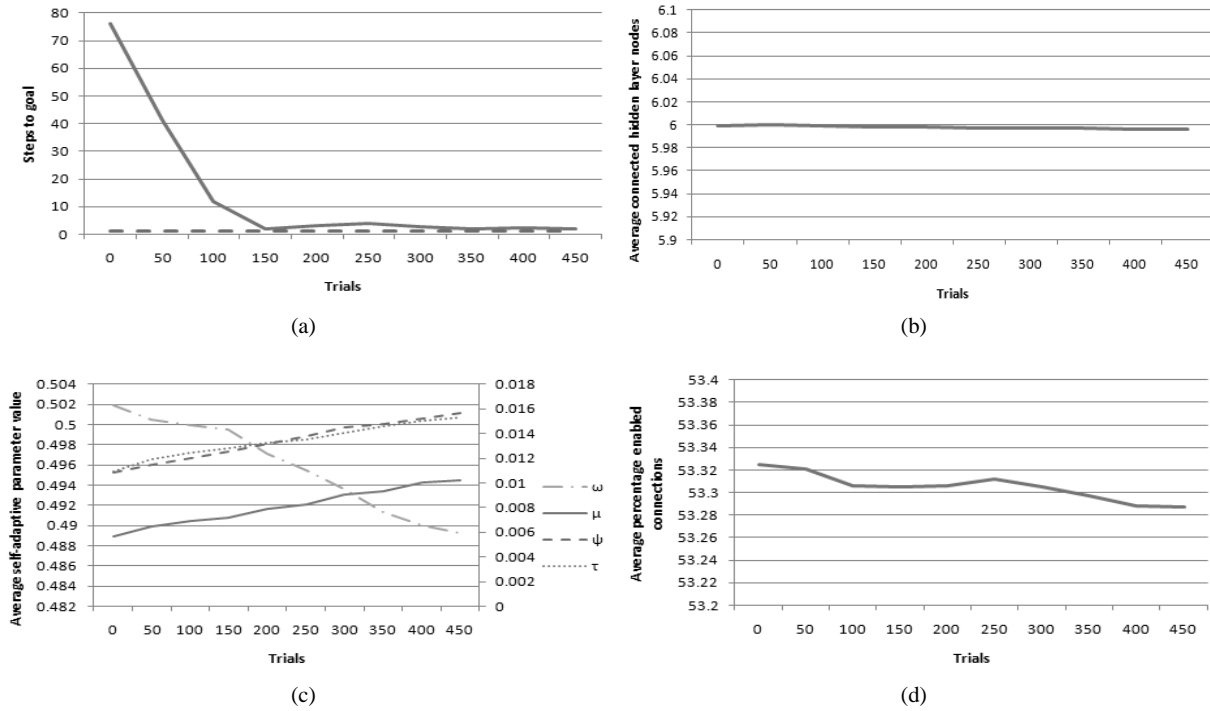 80
70
60
50
40
30
20
10
0
Steps to goal
0 50 100 150 200 250 300 350 400 450
Trials
(a)
6.1
6.08
6.06
6.04
6.02
6
5.98
5.96
5.94
5.92
5.9
Average connected hidden layer nodes
0 50 100 150 200 250 300 350 400 450
Trials
(b)
0.504
0.502
0.5
0.498
0.496
0.494
0.492
0.49
0.488
0.486
0.484
0.482
Average self-adaptive parameter value
0.018
0.016
0.014
0.012
0.01
0.008
0.006
0.004
0.002
0
ε
μ
ψ
τ
0 50 100 150 200 250 300 350 400 450
Trials
(c)
53.4
53.38
53.36
53.34
53.32
53.3
53.28
53.26
53.24
53.22
53.2
Average percentage enabled
connections
0 50 100 150 200 250 300 350 400 450
Trials
(d)